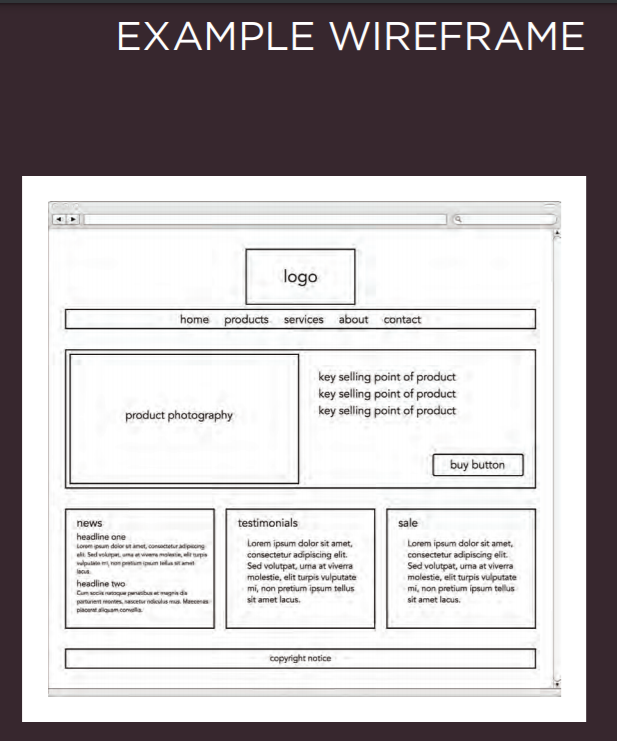 EXAMPLE WIREFRAME
logo
home products services about contact
product photography
key selling point of product
key selling point of product
key selling point of product
buy button
news
headline one
Lorem ipsum dolor sit amet, consectetur adipiscing
elit. Sed volutpat, urna at viverra molestie, elit turpis
vulputate mi, non pretium ipsum tellus sit amet
lacus.
headline two
Cum sociis natoque penatibus et magnis dis
parturient montes, nascetur ridiculus mus. Maecenas
placerat aliquam convallis.
testimonials
Lorem ipsum dolor sit amet,
consectetur adipiscing elit.
Sed volutpat, urna at viverra
molestie, elit turpis vulputate
mi, non pretium ipsum tellus
sit amet lacus.
sale
Lorem ipsum dolor sit amet,
consectetur adipiscing elit.
Sed volutpat, urna at viverra
molestie, elit turpis vulputate
mi, non pretium ipsum tellus
sit amet lacus.
copyright notice